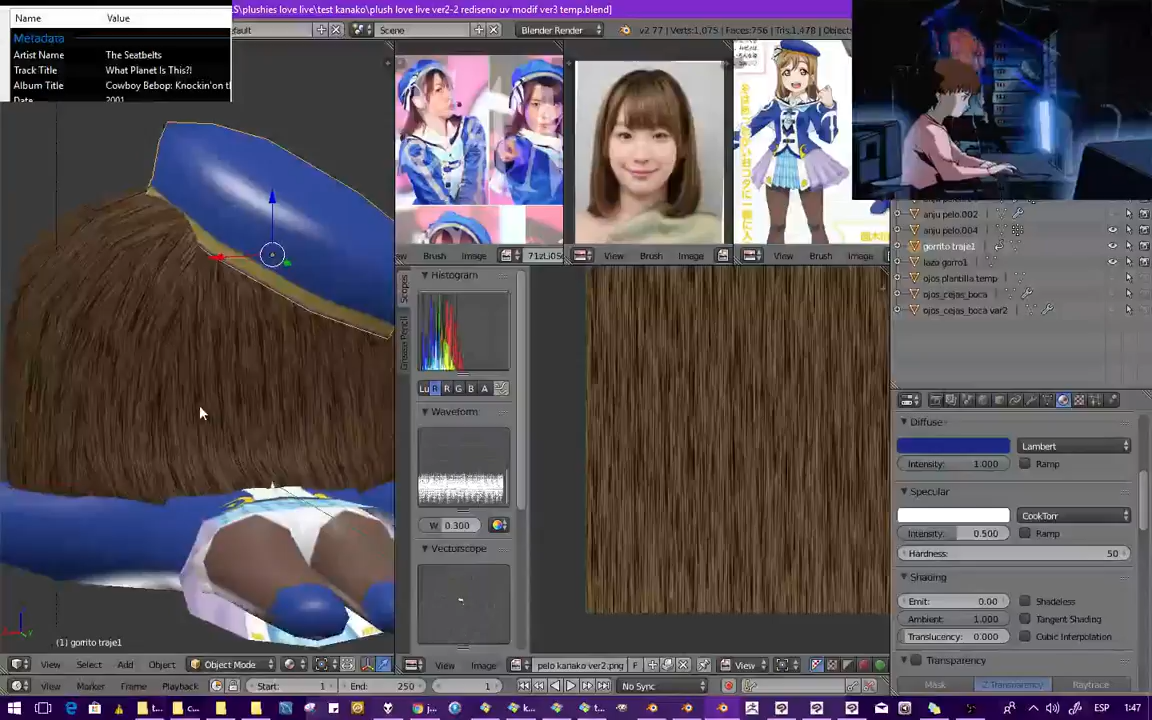 S\plushies love live\test kanako\plush love live ver2-2 rediseno uv modif ver3 temp.blend]
Name Value
Metadata
Artist Name The Seatbelts
Track Title What Planet Is This?!
Album Title Cowboy Bebop: Knockin'on t
Date 2001
efault
Scene
Blender Render
v2.77 | Verts:1,075 | Faces:756 | Tris:1,478 | Objects:
anju pelo.002
anju pelo.004
gorrito traje1
lazo gorro1
ojos plantilla temp
ojos_cejas_boca
ojos_cejas_boca var2
Brush Image
View Brush Image
View Brush Image
Histogram
Scopes
Grease Pencil
Lu R R G B A
Waveform
W 0.300
Vectorscope
Diffuse
Lambert
Intensity: 1.000
Ramp
Specular
CookTorr
Intensity: 0.500
Ramp
Hardness: 50
Shading
Emit: 0.00
Shadeless
Ambient: 1.000
Tangent Shading
Translucency: 0.000
Cubic Interpolation
Transparency
Mask Z Transparency Raytrace
(1) gorrito traje1
View Select Add Object Object Mode
View Image pelo kanako ver2.png F View
View Marker Frame Playback Start: 1 End: 250 1 No Sync
ESP 1:47